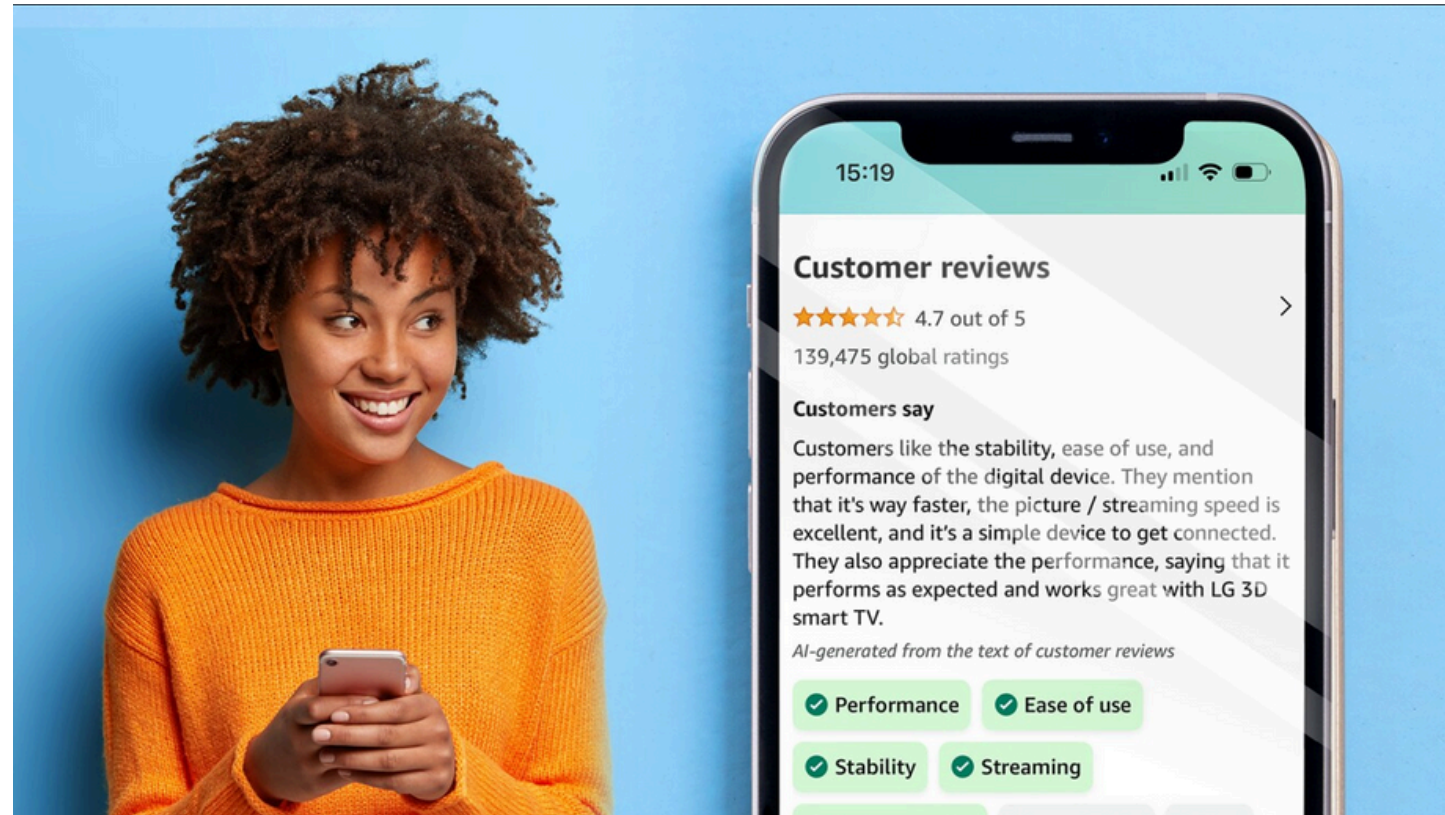 15:19
Customer reviews
4.7 out of 5
139,475 global ratings
Customers say
Customers like the stability, ease of use, and
performance of the digital device. They mention
that it's way faster, the picture / streaming speed is
excellent, and it's a simple device to get connected.
They also appreciate the performance, saying that it
performs as expected and works great with LG 3D
smart TV.
AI-generated from the text of customer reviews
Performance
Ease of use
Stability
Streaming